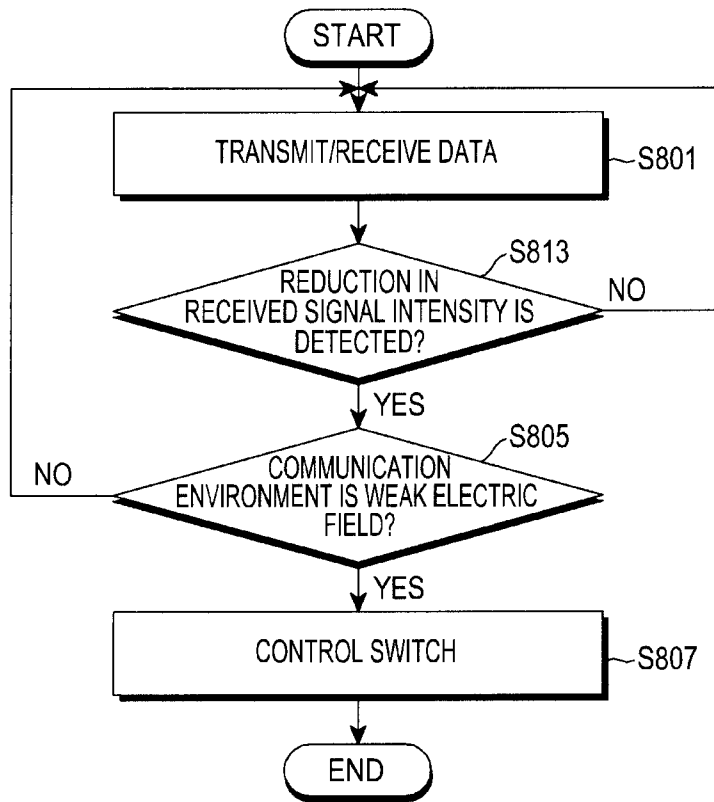 START
TRANSMIT/RECEIVE DATA
S801
S813
REDUCTION IN
RECEIVED SIGNAL INTENSITY IS
DETECTED?
NO
YES
S805
NO
COMMUNICATION
ENVIRONMENT IS WEAK ELECTRIC
FIELD?
YES
CONTROL SWITCH
S807
END